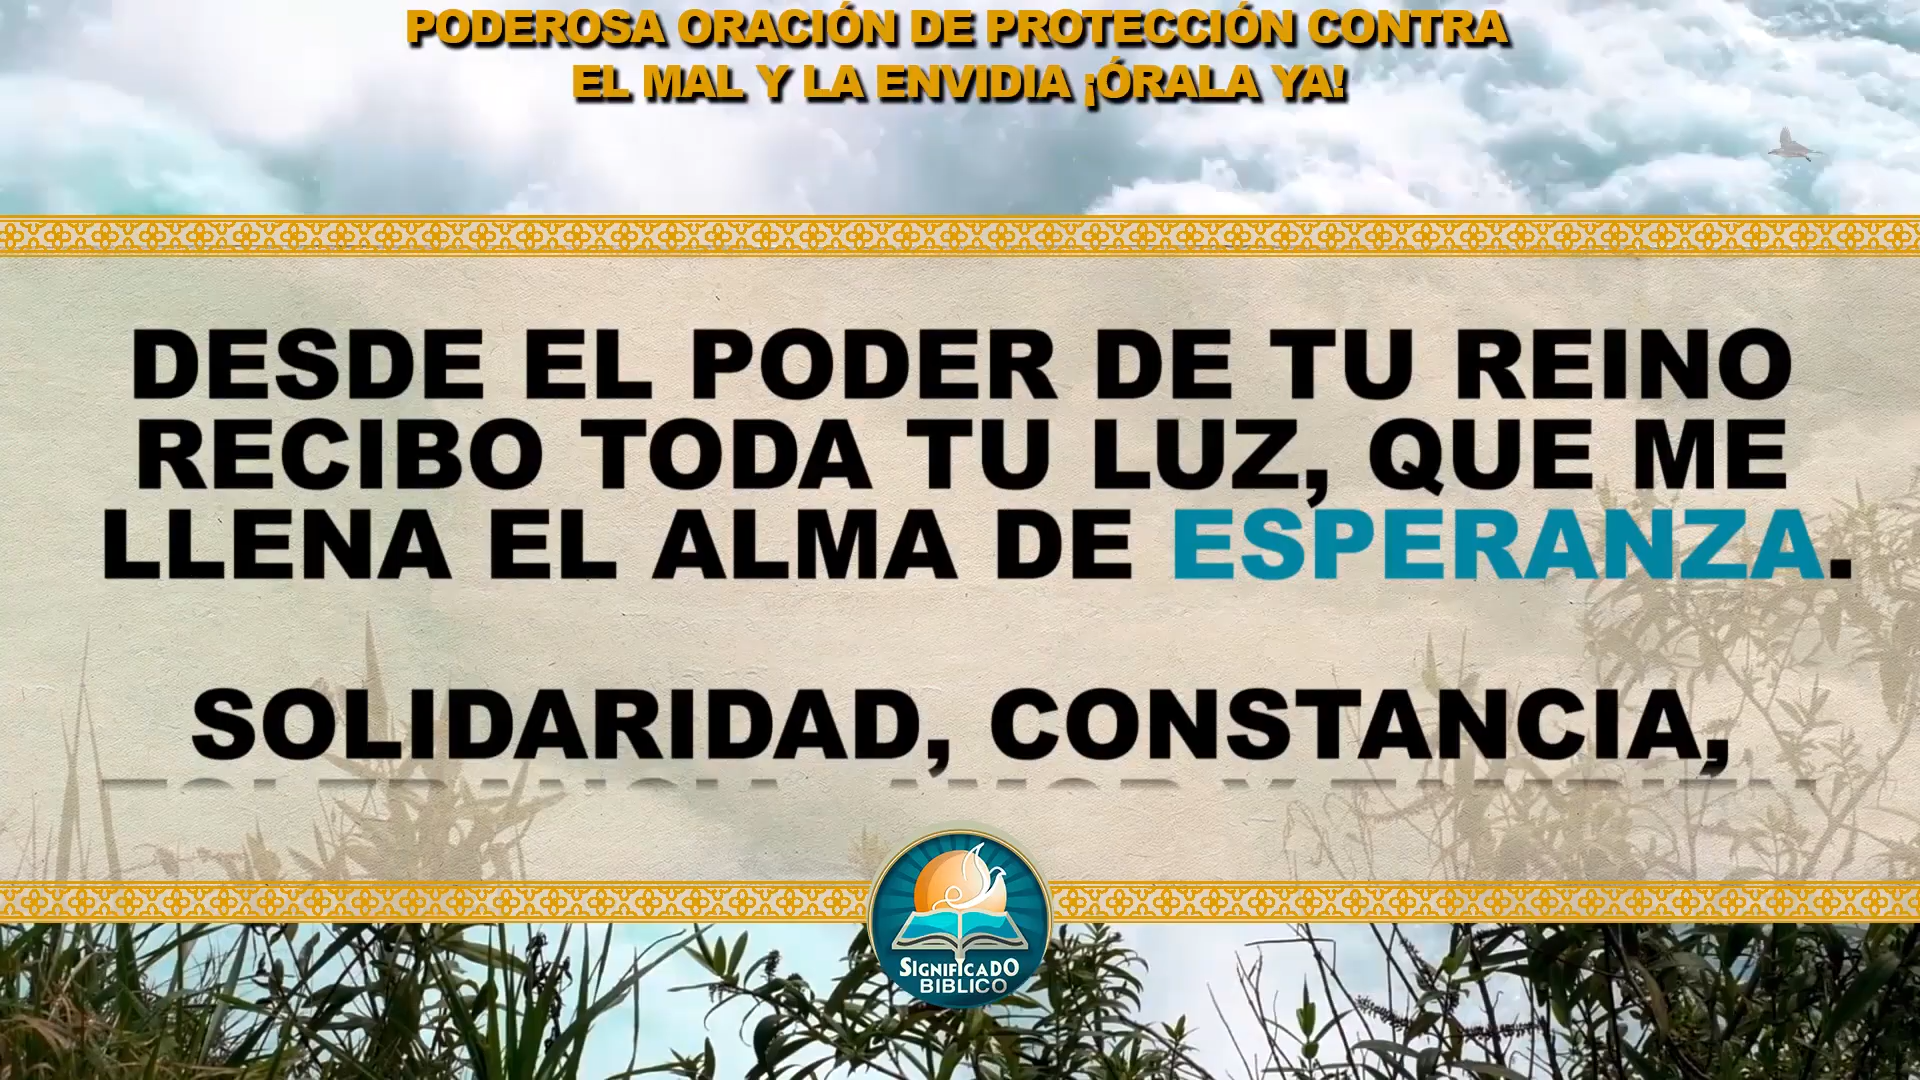 PODEROSA ORACIÓN DE PROTECCIÓN CONTRA
EL MAL Y LA ENVIDIA ¡ÓRALA YA!
DESDE EL PODER DE TU REINO
RECIBO TODA TU LUZ, QUE ME
LLENA EL ALMA DE ESPERANZA.
SOLIDARIDAD, CONSTANCIA,
SIGNIFICADO
BIBLICO